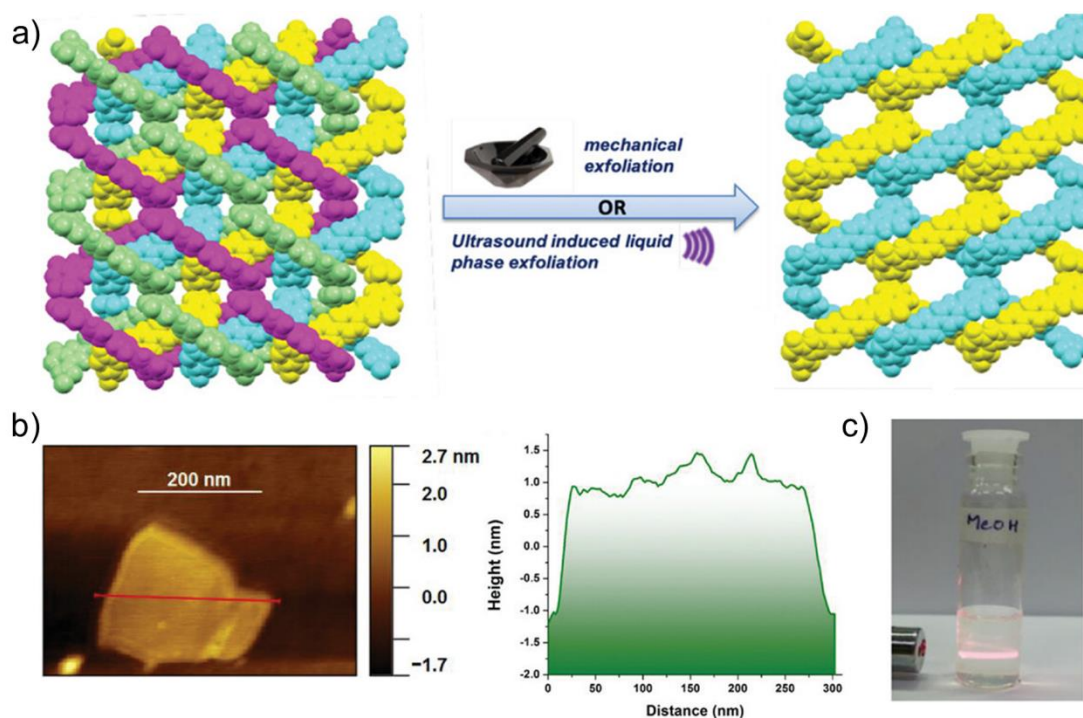 a)
mechanical
exfoliation
OR
Ultrasound induced liquid
phase exfoliation
b)
200 nm
2.7 nm
2.0
1.0
0.0
−1.7
Height (nm)
1.5
1.0
0.5
0.0
-0.5
-1.0
-1.5
-2.0
0
50
100
150
200
250
300
Distance (nm)
c)
MeOH